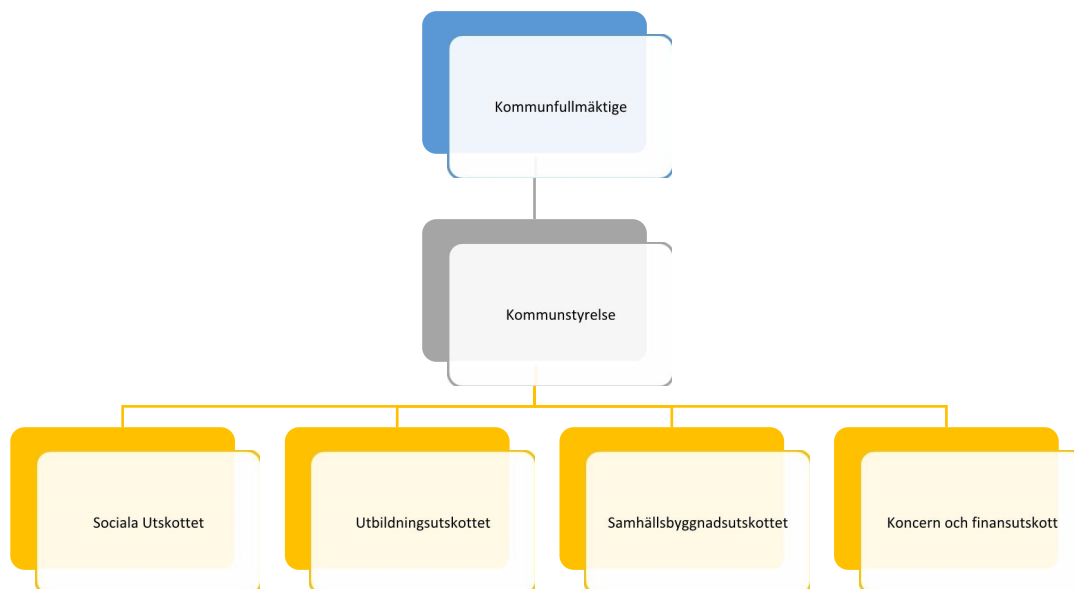 Kommunfullmäktige
Kommunstyrelse
Sociala Utskottet
Utbildningsutskottet
Samhällsbyggnadsutskottet
Koncern och finansutskott